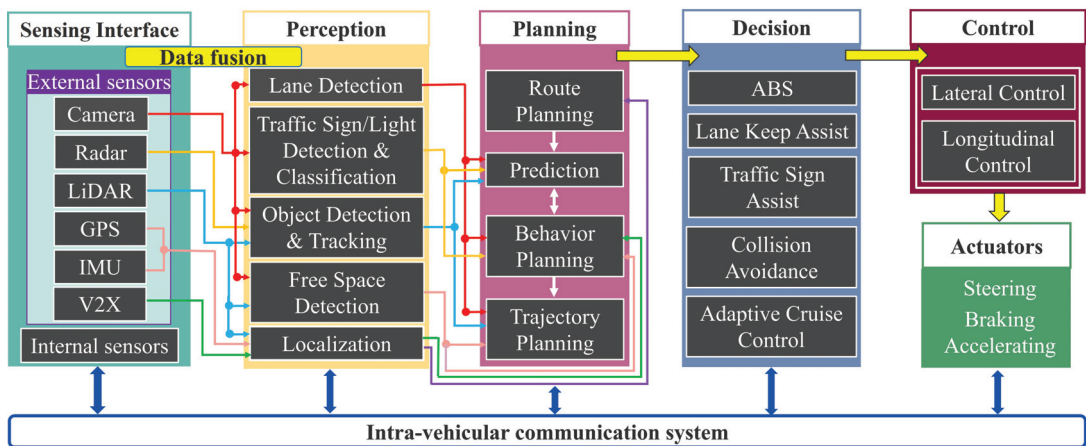 Sensing Interface
Data fusion
External sensors
Camera
Radar
LiDAR
GPS
IMU
V2X
Internal sensors
Perception
Lane Detection
Traffic Sign/Light
Detection &
Classification
Object Detection
& Tracking
Free Space
Detection
Localization
Planning
Route
Planning
Prediction
Behavior
Planning
Trajectory
Planning
Decision
ABS
Lane Keep Assist
Traffic Sign
Assist
Collision
Avoidance
Adaptive Cruise
Control
Control
Lateral Control
Longitudinal
Control
Actuators
Steering
Braking
Accelerating
Intra-vehicular communication system